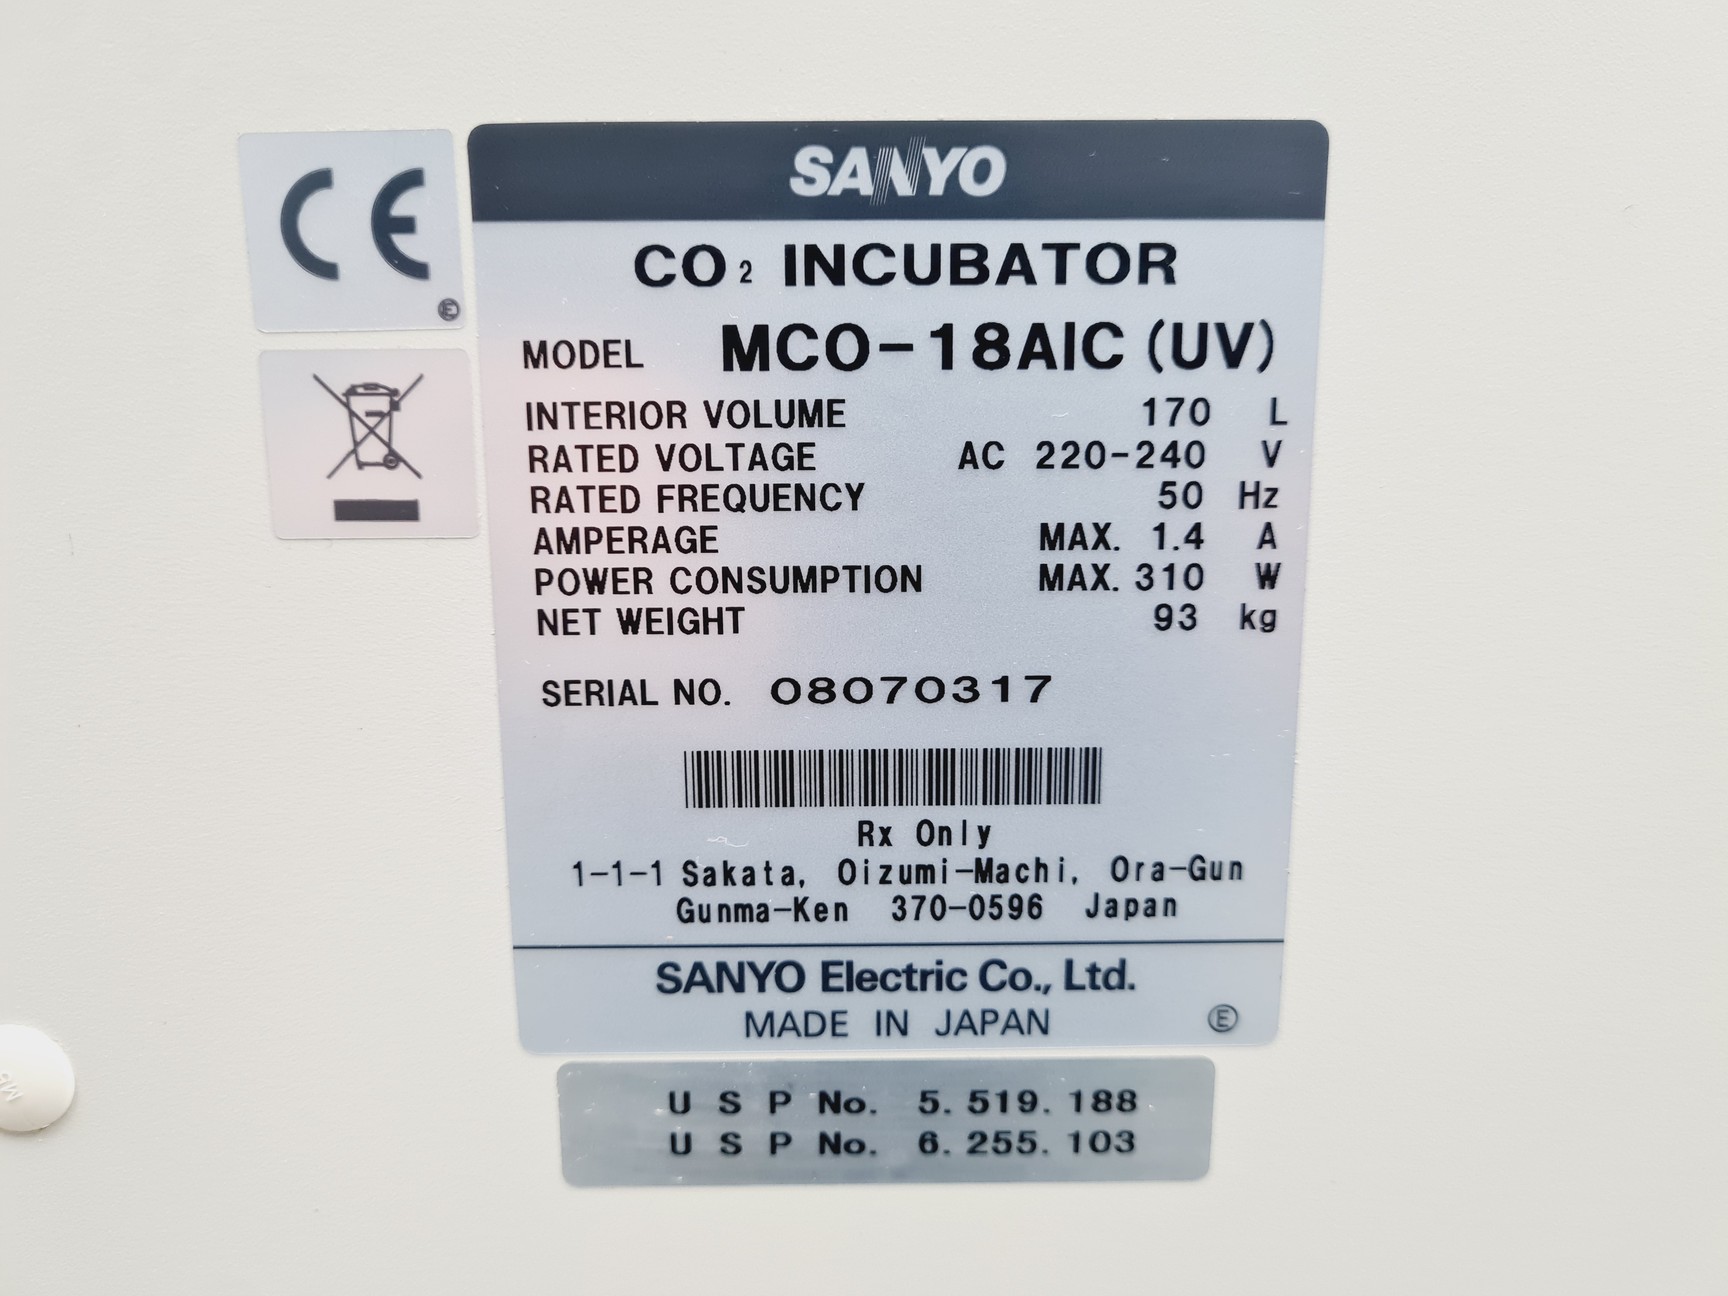 CE
E
SANYO
CO2 INCUBATOR
MODEL MCO-18AIC (UV)
INTERIOR VOLUME 170 L
RATED VOLTAGE AC 220-240 V
RATED FREQUENCY 50 Hz
AMPERAGE MAX. 1.4 A
POWER CONSUMPTION MAX. 310 W
NET WEIGHT 93 kg
SERIAL NO. 08070317
Rx Only
1-1-1 Sakata, Oizumi-Machi, Ora-Gun
Gunma-Ken 370-0596 Japan
SANYO Electric Co., Ltd.
MADE IN JAPAN E
U S P No. 5. 519. 188
U S P No. 6. 255. 103